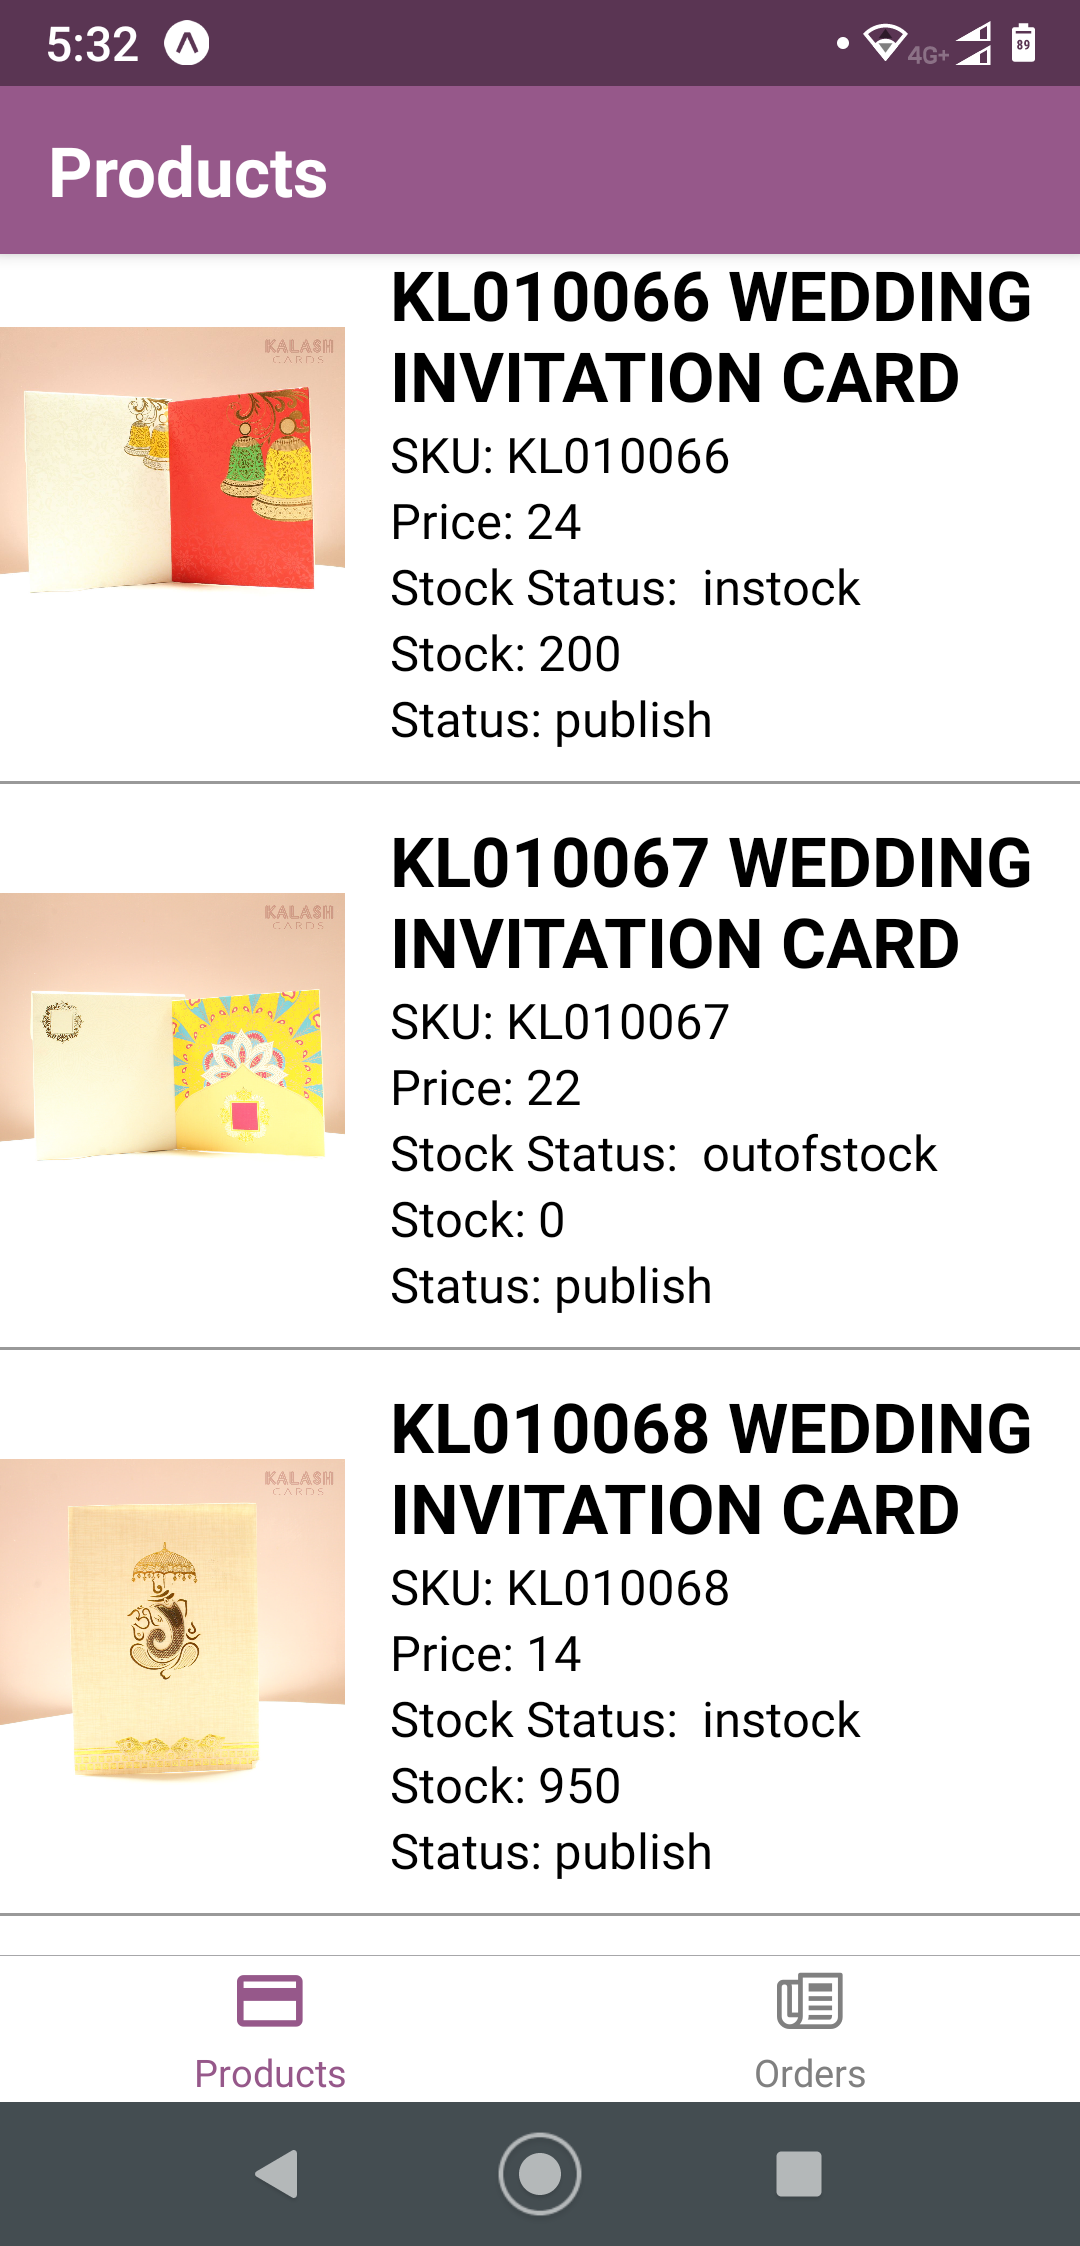 5:32
4G+
89
Products
KL010066 WEDDING
INVITATION CARD
KALASH
CARDS
SKU: KL010066
Price: 24
Stock Status: instock
Stock: 200
Status: publish
KL010067 WEDDING
INVITATION CARD
KALASH
CARDS
SKU: KL010067
Price: 22
Stock Status: outofstock
Stock: 0
Status: publish
KL010068 WEDDING
INVITATION CARD
KALASH
CARDS
SKU: KL010068
Price: 14
Stock Status: instock
Stock: 950
Status: publish
Products
Orders